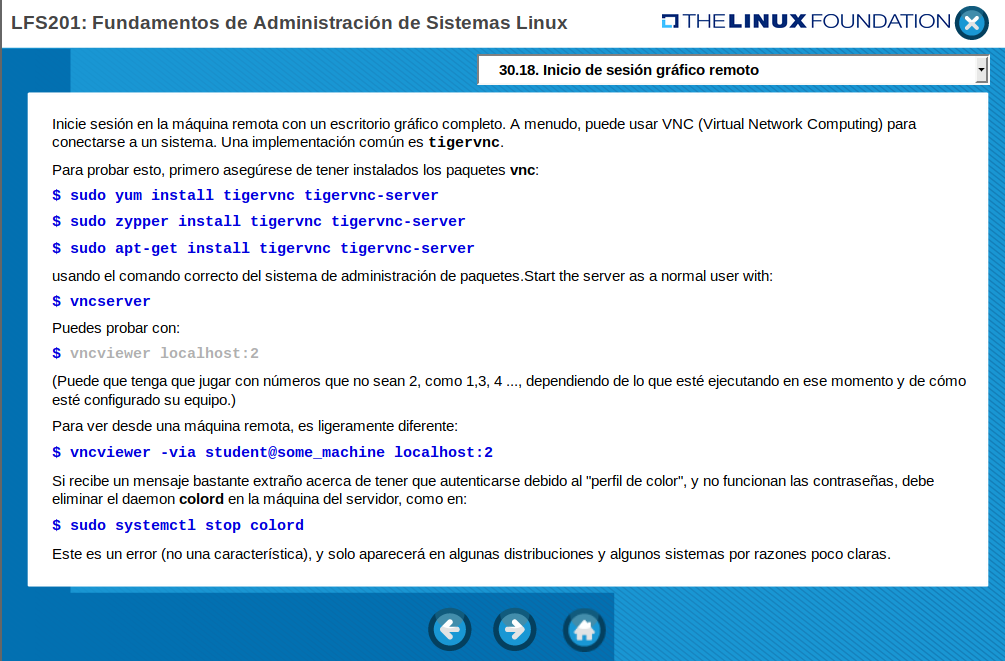 LFS201: Fundamentos de Administración de Sistemas Linux
THE LINUX FOUNDATION
30.18. Inicio de sesión gráfico remoto
Inicie sesión en la máquina remota con un escritorio gráfico completo. A menudo, puede usar VNC (Virtual Network Computing) para
conectarse a un sistema. Una implementación común es tigervnc.
Para probar esto, primero asegúrese de tener instalados los paquetes vnc:
$ sudo yum install tigervnc tigervnc-server
$ sudo zypper install tigervnc tigervnc-server
$ sudo apt-get install tigervnc tigervnc-server
usando el comando correcto del sistema de administración de paquetes.Start the server as a normal user with:
$ vncserver
Puedes probar con:
$ vncviewer localhost:2
(Puede que tenga que jugar con números que no sean 2, como 1,3, 4 ..., dependiendo de lo que esté ejecutando en ese momento y de cómo
esté configurado su equipo.)
Para ver desde una máquina remota, es ligeramente diferente:
$ vncviewer -via student@some_machine localhost:2
Si recibe un mensaje bastante extraño acerca de tener que autenticarse debido al "perfil de color", y no funcionan las contraseñas, debe
eliminar el daemon colord en la máquina del servidor, como en:
$ sudo systemctl stop colord
Este es un error (no una característica), y solo aparecerá en algunas distribuciones y algunos sistemas por razones poco claras.